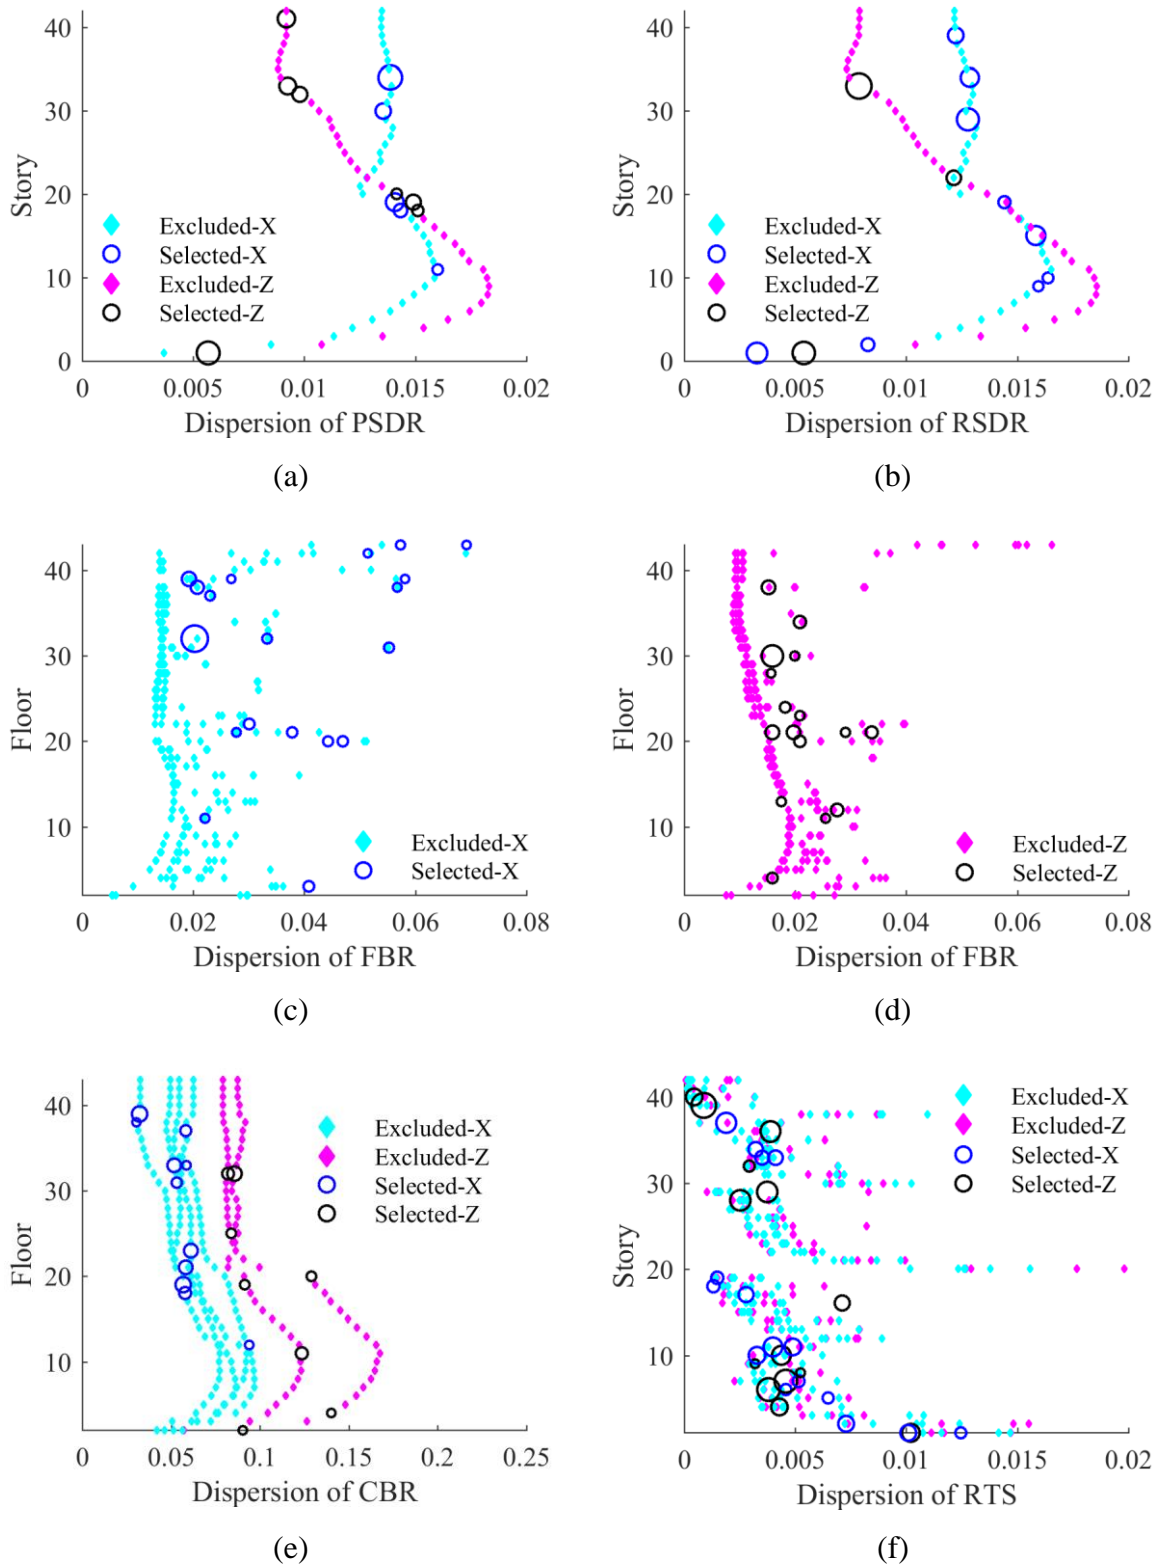 40
30
20
10
0
Story
Excluded-X
Selected-X
Excluded-Z
Selected-Z
0 0.005 0.01 0.015 0.02
Dispersion of PSDR
(a)
40
30
20
10
0
Story
Excluded-X
Selected-X
Excluded-Z
Selected-Z
0 0.005 0.01 0.015 0.02
Dispersion of RSDR
(b)
40
30
20
10
Floor
Excluded-X
Selected-X
0 0.02 0.04 0.06 0.08
Dispersion of FBR
(c)
40
30
20
10
Floor
Excluded-Z
Selected-Z
0 0.02 0.04 0.06 0.08
Dispersion of FBR
(d)
40
30
20
10
Floor
Excluded-X
Excluded-Z
Selected-X
Selected-Z
0 0.05 0.1 0.15 0.2 0.25
Dispersion of CBR
(e)
40
30
20
10
Story
Excluded-X
Excluded-Z
Selected-X
Selected-Z
0 0.005 0.01 0.015 0.02
Dispersion of RTS
(f)